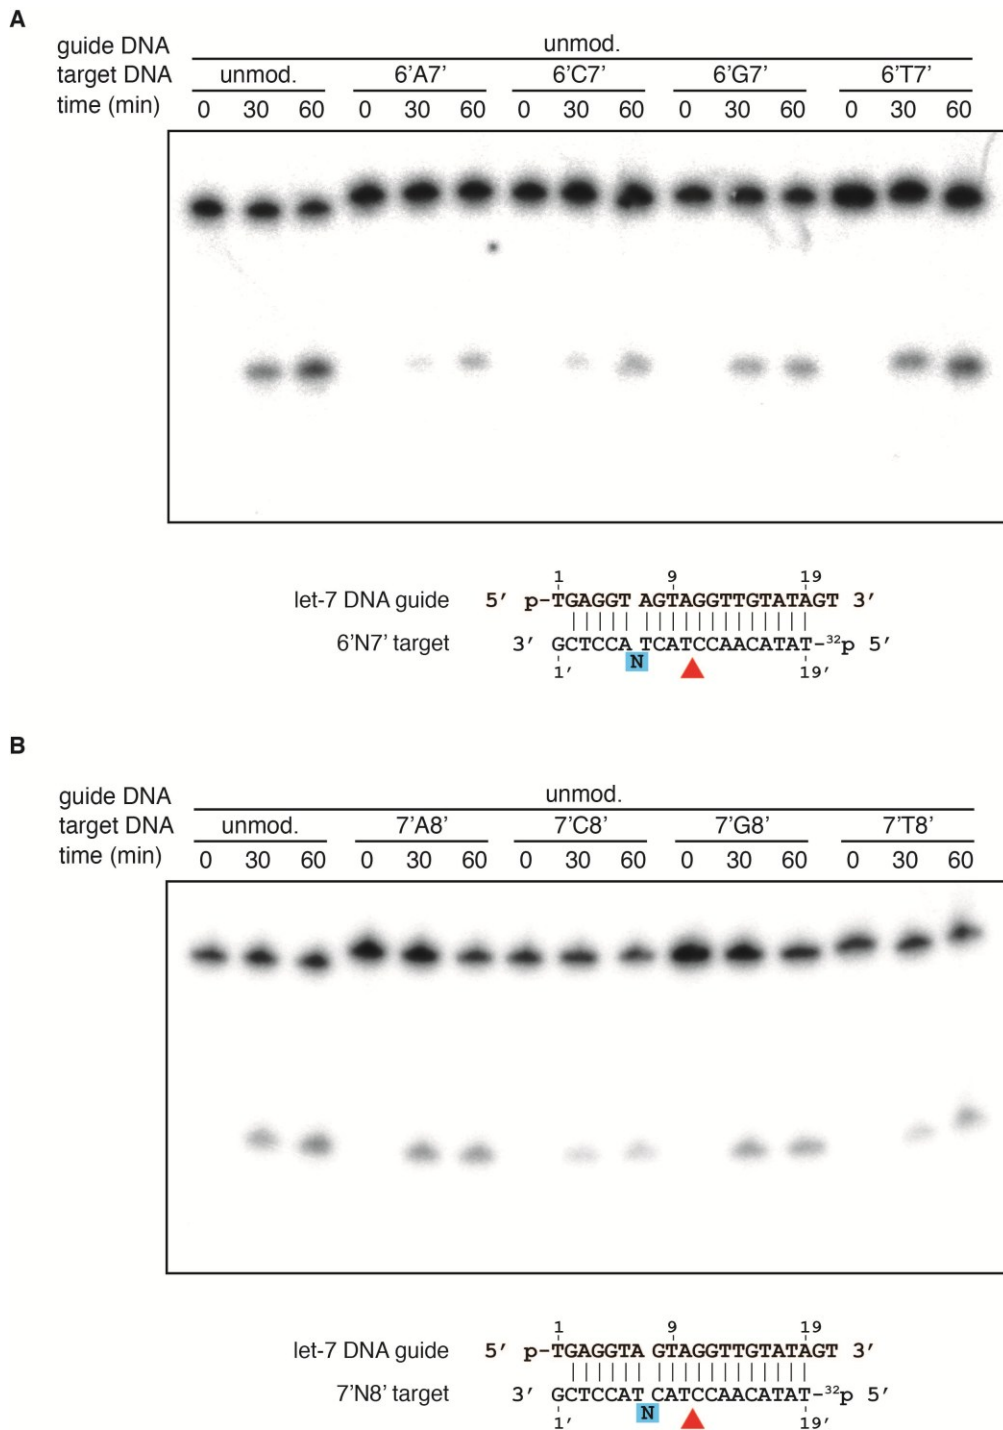 A
guide DNA unmod.
target DNA unmod. 6’A7’ 6’C7’ 6’G7’ 6’T7’
time (min) 0 30 60 0 30 60 0 30 60 0 30 60 0 30 60
1 9 19
let-7 DNA guide 5′ p-TGAGGT AGTAGGTTGTATAGT 3′
6’N7’ target 3′ GCTCCA TCATCCAACATAT-³²p 5′
N
1′ 19′
B
guide DNA unmod.
target DNA unmod. 7’A8’ 7’C8’ 7’G8’ 7’T8’
time (min) 0 30 60 0 30 60 0 30 60 0 30 60 0 30 60
1 9 19
let-7 DNA guide 5′ p-TGAGGTA GTAGGTTGTATAGT 3′
7’N8’ target 3′ GCTCCAT CATCCAACATAT-³²p 5′
N
1′ 19′